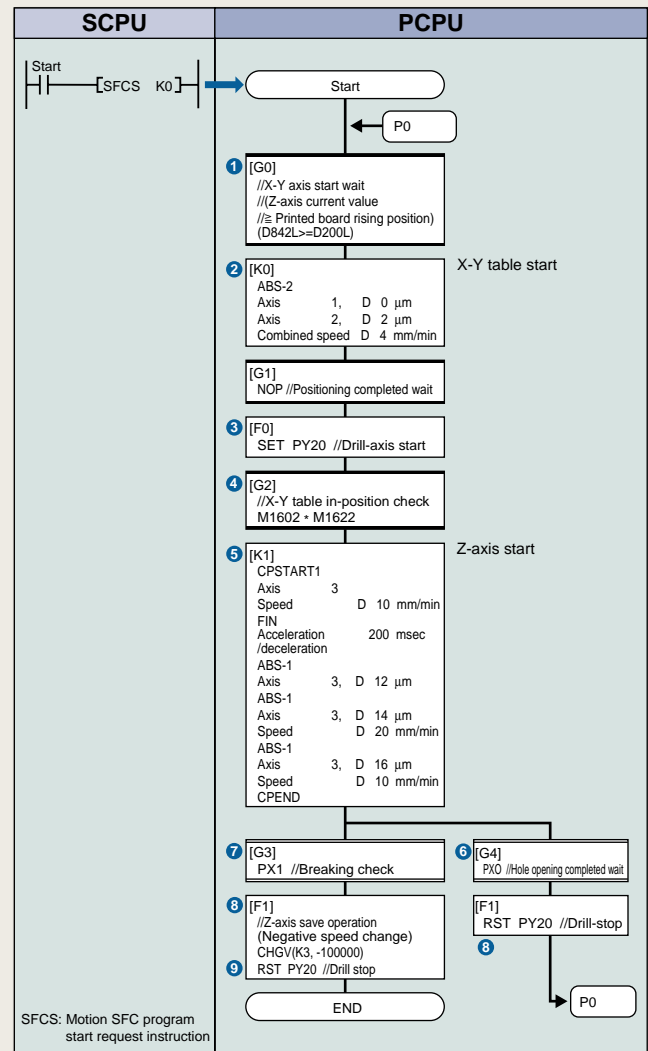 SCPU
PCPU
Start
SFCS K0
Start
P0
1 [G0]
//X-Y axis start wait
//(Z-axis current value
//≧ Printed board rising position)
(D842L>=D200L)
2 [K0]
X-Y table start
ABS-2
Axis 1, D 0 μm
Axis 2, D 2 μm
Combined speed D 4 mm/min
[G1]
NOP //Positioning completed wait
3 [F0]
SET PY20 //Drill-axis start
4 [G2]
//X-Y table in-position check
M1602 * M1622
5 [K1]
Z-axis start
CPSTART1
Axis 3
Speed D 10 mm/min
FIN
Acceleration 200 msec
/deceleration
ABS-1
Axis 3, D 12 μm
ABS-1
Axis 3, D 14 μm
Speed D 20 mm/min
ABS-1
Axis 3, D 16 μm
Speed D 10 mm/min
CPEND
7 [G3]
PX1 //Breaking check
6 [G4]
PXO //Hole opening completed wait
8 [F1]
//Z-axis save operation
(Negative speed change)
CHGV(K3, -100000)
9 RST PY20 //Drill stop
[F1]
RST PY20 //Drill-stop
8
END
P0
SFCS: Motion SFC program
start request instruction